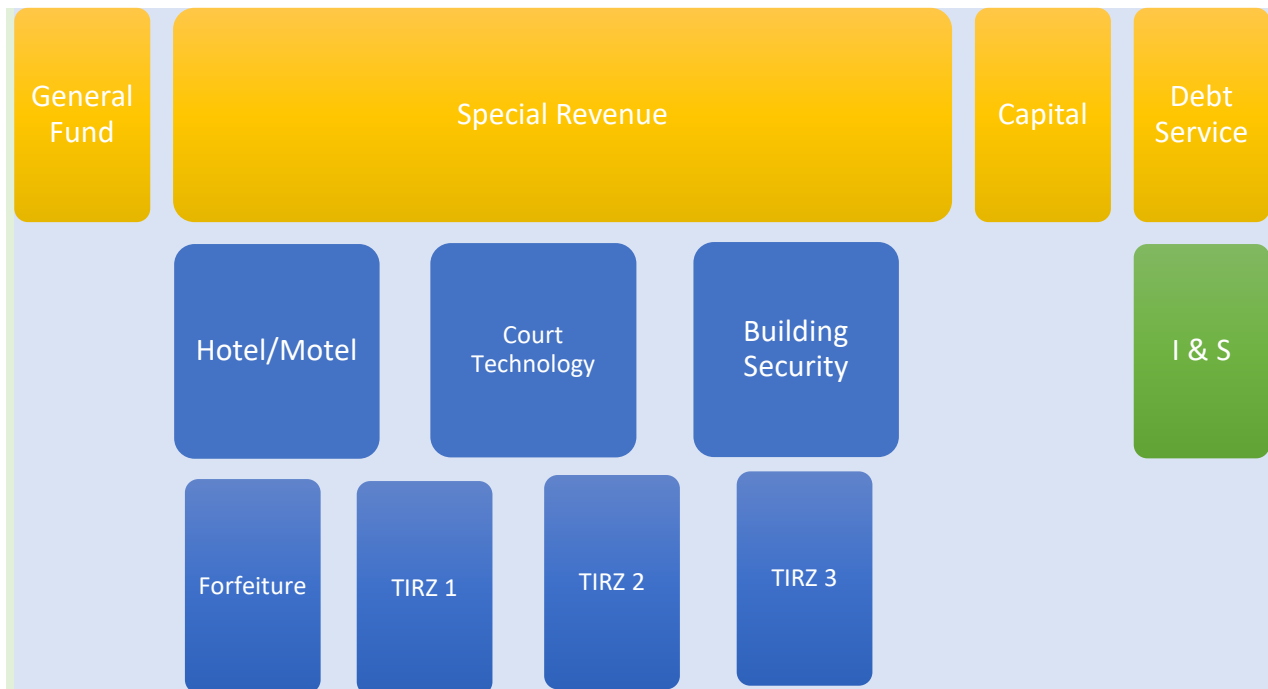 General
Fund
Special Revenue
Capital
Debt
Service
Hotel/Motel
Court
Technology
Building
Security
I & S
Forfeiture
TIRZ 1
TIRZ 2
TIRZ 3